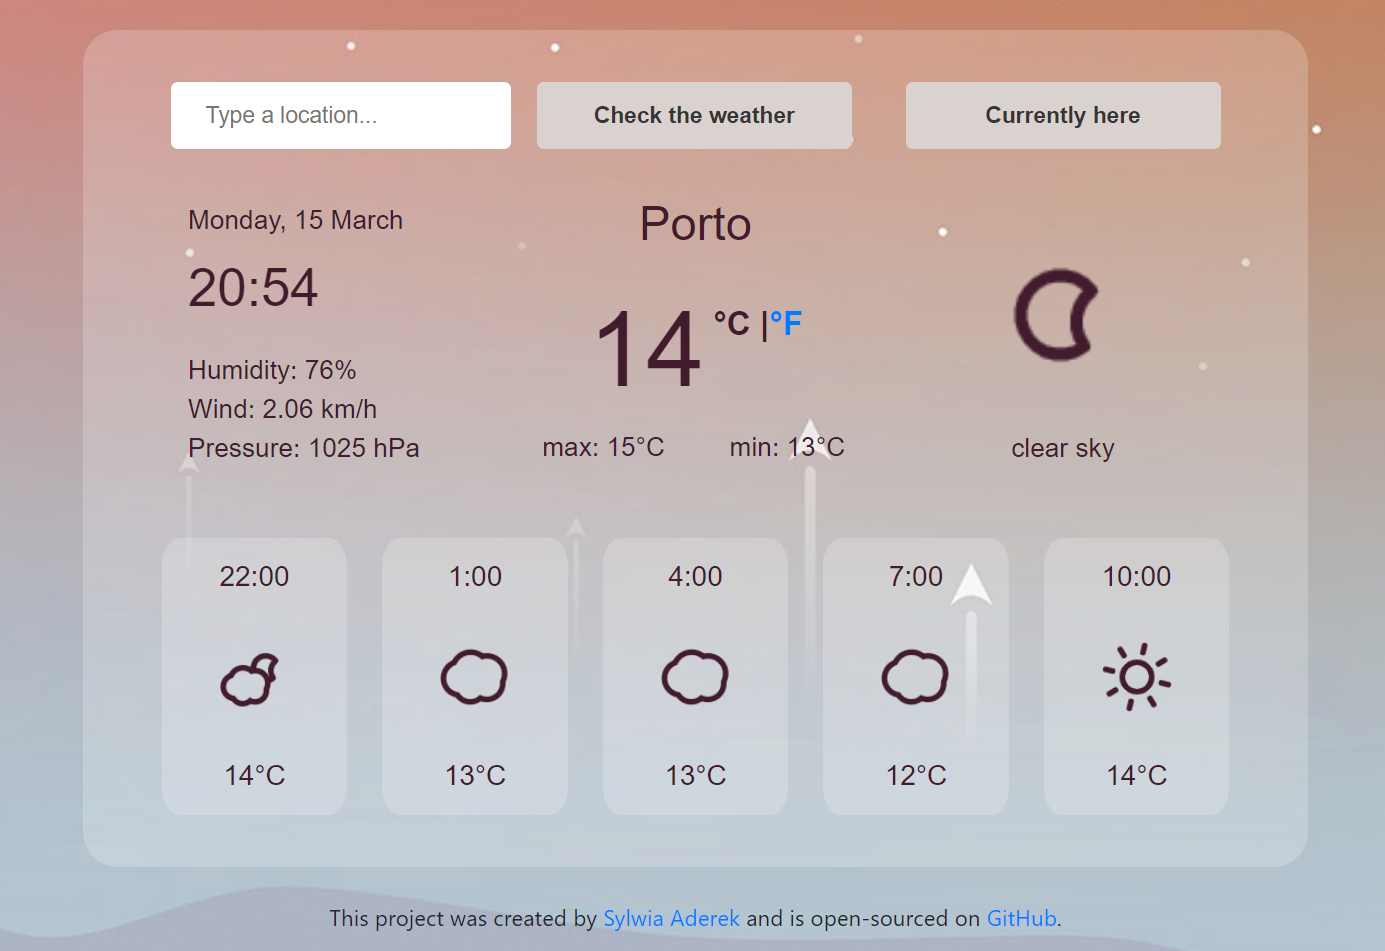 Type a location...
Check the weather
Currently here
Monday, 15 March
20:54
Humidity: 76%
Wind: 2.06 km/h
Pressure: 1025 hPa
Porto
14 °C |°F
max: 15°C min: 13°C
clear sky
22:00
14°C
1:00
13°C
4:00
13°C
7:00
12°C
10:00
14°C
This project was created by Sylwia Aderek and is open-sourced on GitHub.